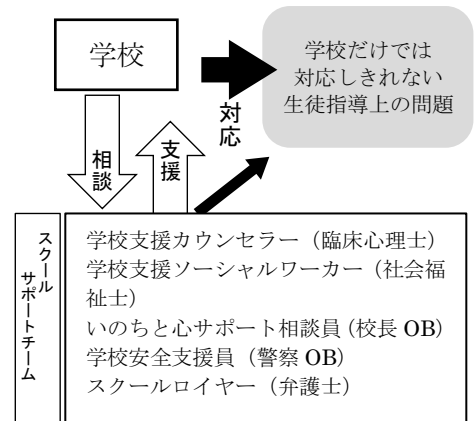 学校
学校だけでは
対応しきれない
生徒指導上の問題
対応
相談
支援
スクール
サポートチーム
学校支援カウンセラー（臨床心理士）
学校支援ソーシャルワーカー（社会福
祉士）
いのちと心サポート相談員（校長 OB）
学校安全支援員（警察 OB）
スクールロイヤー（弁護士）